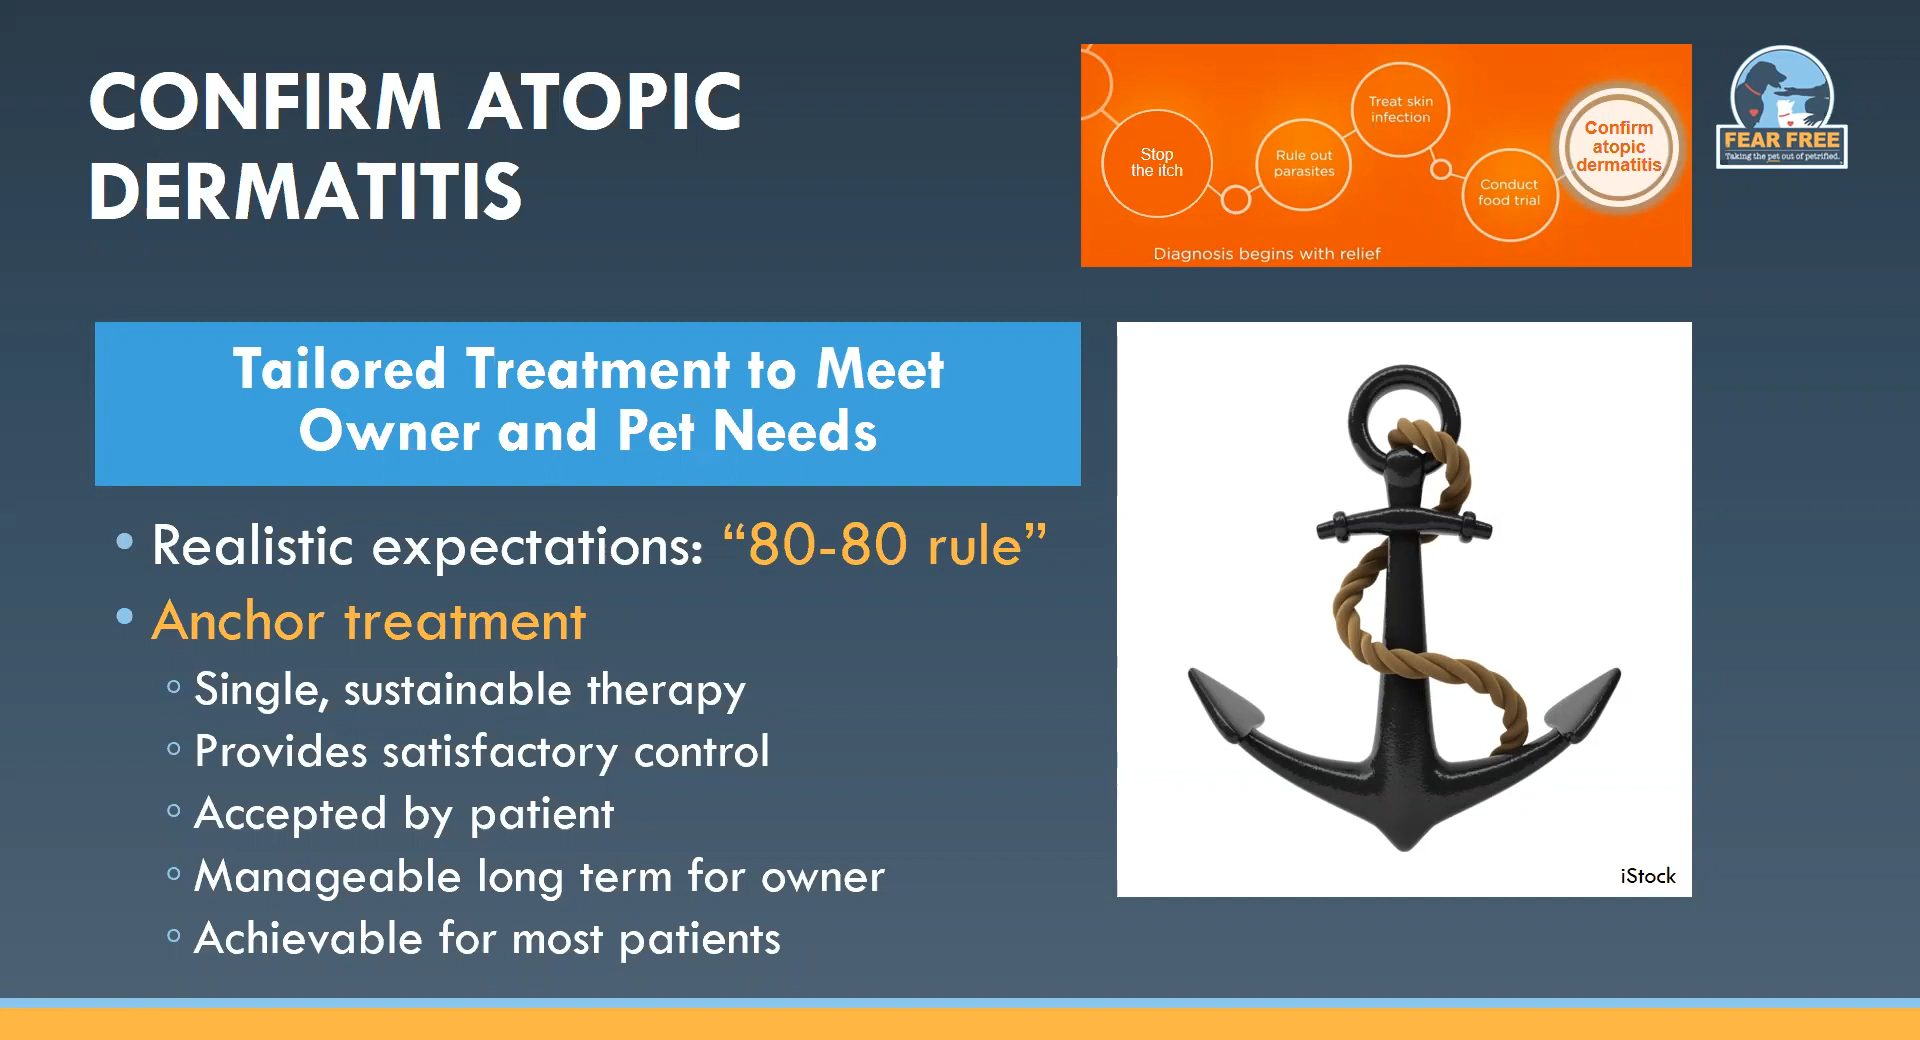 CONFIRM ATOPIC
DERMATITIS
Stop
the itch
Rule out
parasites
Treat skin
infection
Conduct
food trial
Confirm
atopic
dermatitis
Diagnosis begins with relief
FEAR FREE
Taking the pet out of petrified.
Tailored Treatment to Meet
Owner and Pet Needs
• Realistic expectations: “80-80 rule”
• Anchor treatment
◦ Single, sustainable therapy
◦ Provides satisfactory control
◦ Accepted by patient
◦ Manageable long term for owner
◦ Achievable for most patients
iStock